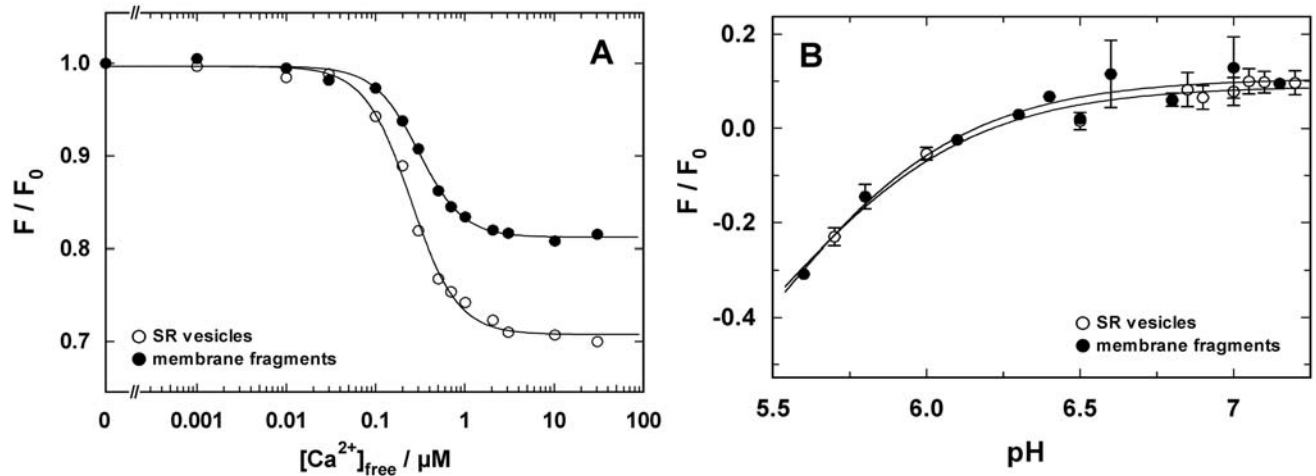 A
F / F₀
1.0
0.9
0.8
0.7
SR vesicles
membrane fragments
0 0.001 0.01 0.1 1 10 100
[Ca²⁺]free / μM
B
F / F₀
0.2
0.0
-0.2
-0.4
SR vesicles
membrane fragments
5.5 6.0 6.5 7
pH